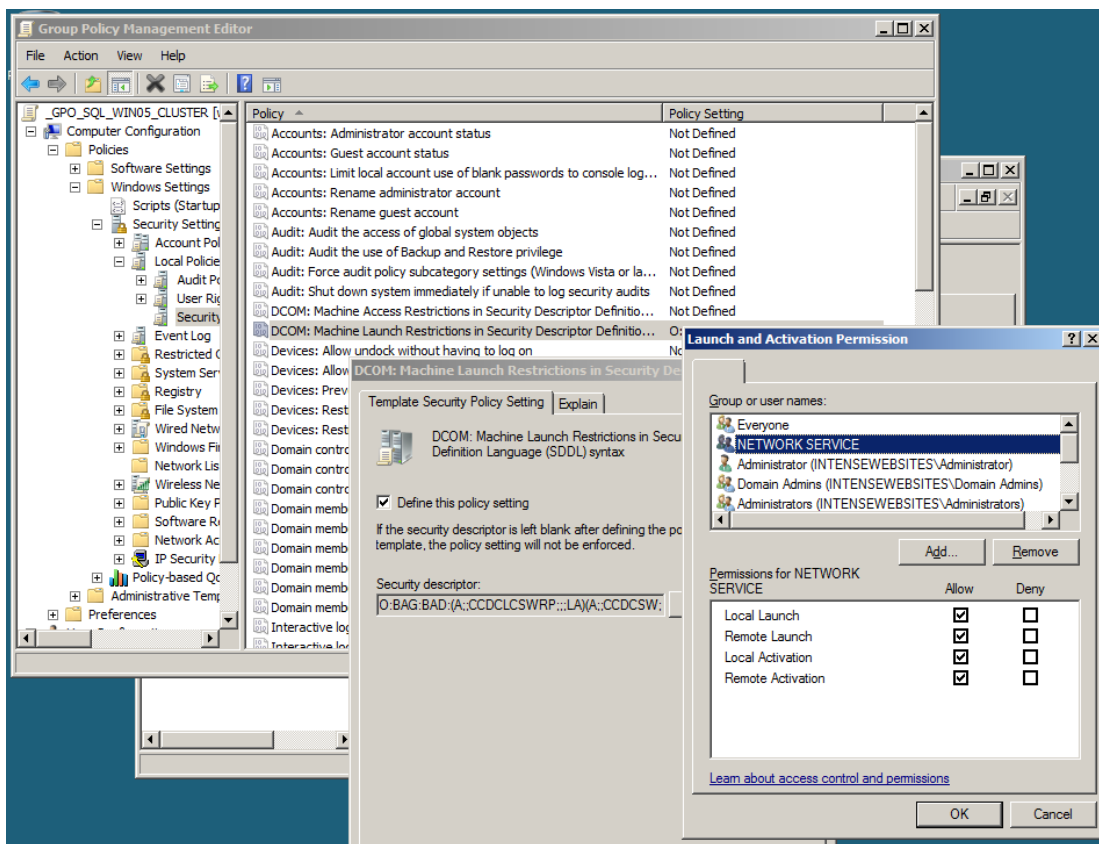 Group Policy Management Editor
File Action View Help
_GPO_SQL_WIN05_CLUSTER
Computer Configuration
Policies
Software Settings
Windows Settings
Scripts (Startup
Security Setting
Account Pol
Local Policie
Audit Po
User Rig
Security
Event Log
Restricted
System Ser
Registry
File System
Wired Netw
Windows Fir
Network Lis
Wireless Ne
Public Key P
Software Re
Network Ac
IP Security
Policy-based Qo
Administrative Temp
Preferences
Policy Policy Setting
Accounts: Administrator account status Not Defined
Accounts: Guest account status Not Defined
Accounts: Limit local account use of blank passwords to console log... Not Defined
Accounts: Rename administrator account Not Defined
Accounts: Rename guest account Not Defined
Audit: Audit the access of global system objects Not Defined
Audit: Audit the use of Backup and Restore privilege Not Defined
Audit: Force audit policy subcategory settings (Windows Vista or la... Not Defined
Audit: Shut down system immediately if unable to log security audits Not Defined
DCOM: Machine Access Restrictions in Security Descriptor Definitio... Not Defined
DCOM: Machine Launch Restrictions in Security Descriptor Definitio... O:
Devices: Allow undock without having to log on No
Devices: Allow
Devices: Prev
Devices: Rest
Devices: Rest
Domain contro
Domain contro
Domain contro
Domain memb
Domain memb
Domain memb
Domain memb
Domain memb
Domain memb
Interactive log
Interactive log
DCOM: Machine Launch Restrictions in Security De
Template Security Policy Setting Explain
DCOM: Machine Launch Restrictions in Secu
Definition Language (SDDL) syntax
Define this policy setting
If the security descriptor is left blank after defining the po
template, the policy setting will not be enforced.
Security descriptor:
O:BAG:BAD:(A;;CCDCLCSWRP;;;LA)(A;;CCDCSW;
Launch and Activation Permission
Group or user names:
Everyone
NETWORK SERVICE
Administrator (INTENSEWEBSITES\Administrator)
Domain Admins (INTENSEWEBSITES\Domain Admins)
Administrators (INTENSEWEBSITES\Administrators)
Add... Remove
Permissions for NETWORK
SERVICE Allow Deny
Local Launch
Remote Launch
Local Activation
Remote Activation
Learn about access control and permissions
OK Cancel